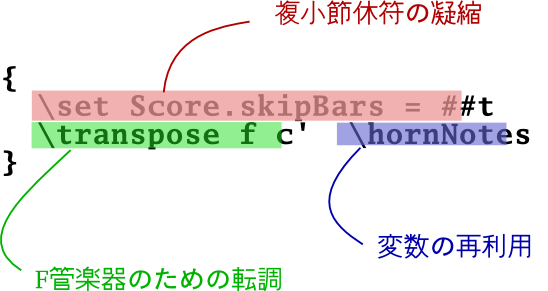 複小節休符の凝縮
{
\set Score.skipBars = ##t
\transpose f c' \hornNotes
}
変数の再利用
F管楽器のための転調